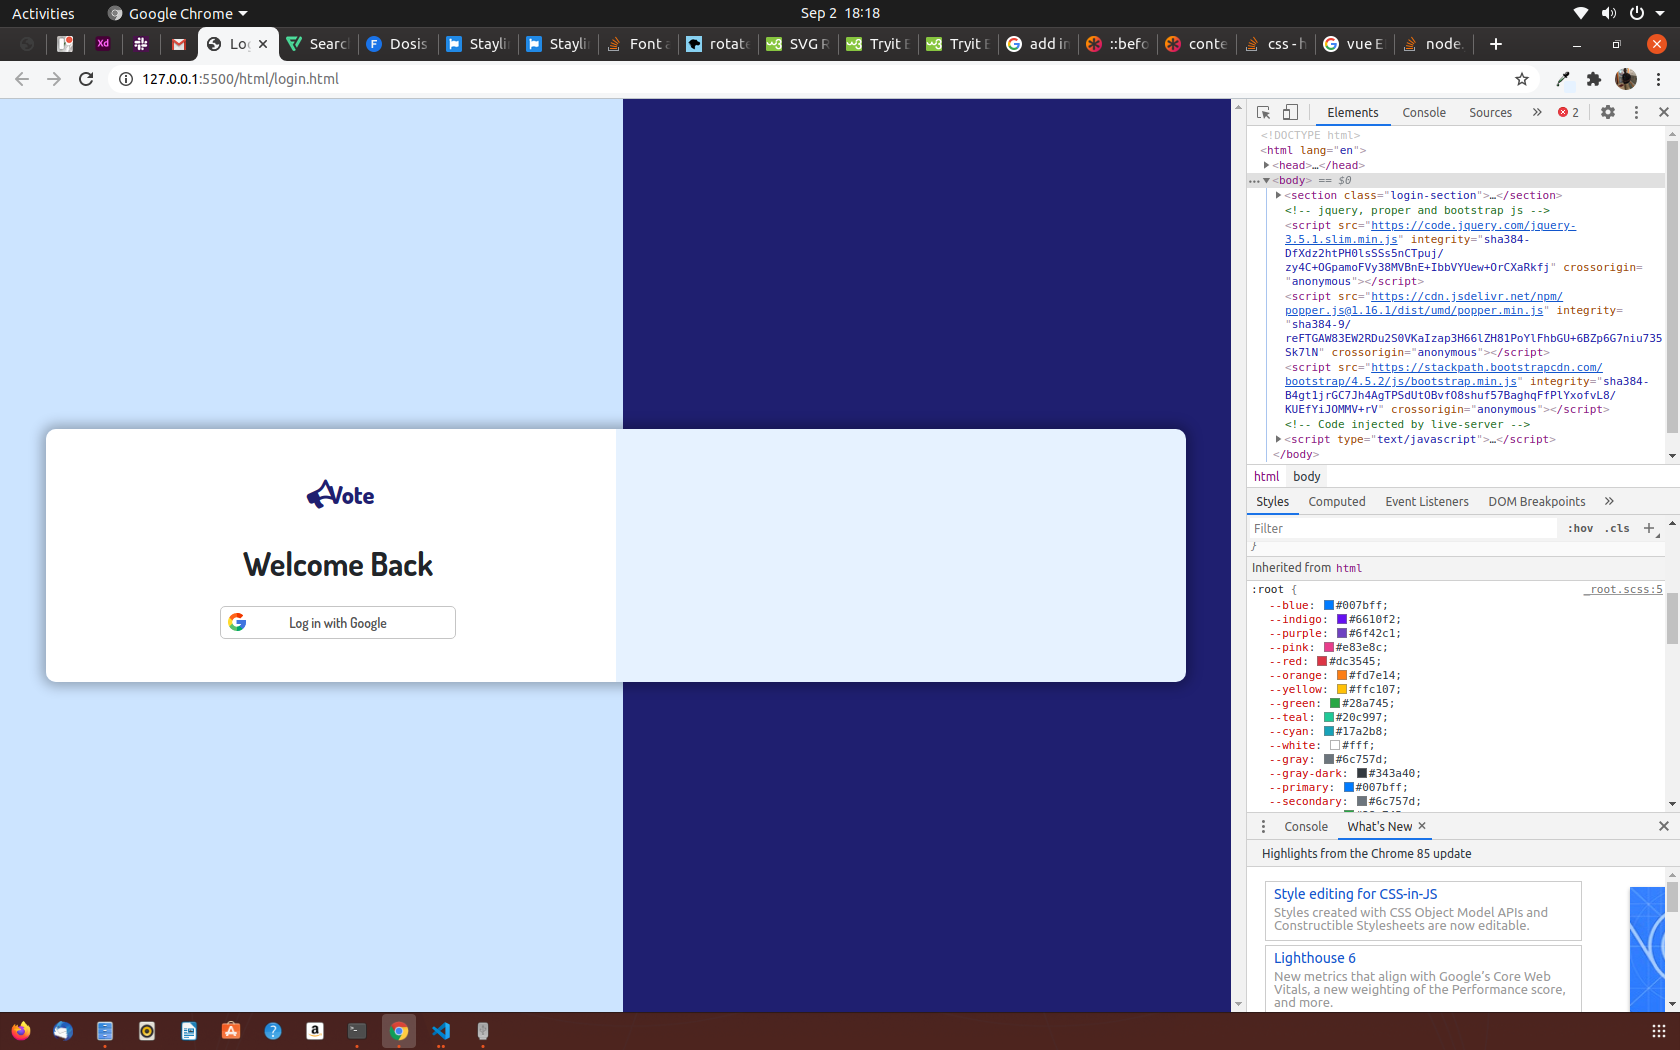 Activities
Google Chrome
Sep 2 18:18
Xd
Log
Searc
Dosis
Staylin
Staylin
Font a
rotate
SVG R
Tryit E
Tryit E
add in
::befo
conte
css - h
vue E
node.
127.0.0.1:5500/html/login.html
Vote
Welcome Back
Log in with Google
Elements
Console
Sources
2
<!DOCTYPE html>
<html lang="en">
<head>…</head>
<body> == $0
<section class="login-section">…</section>
<!-- jquery, proper and bootstrap js -->
<script src="https://code.jquery.com/jquery-
3.5.1.slim.min.js" integrity="sha384-
DfXdz2htPH0lsSSs5nCTpuj/
zy4C+OGpamoFVy38MVBnE+IbbVYUew+OrCXaRkfj" crossorigin=
"anonymous"></script>
<script src="https://cdn.jsdelivr.net/npm/
popper.js@1.16.1/dist/umd/popper.min.js" integrity=
"sha384-9/
reFTGAW83EW2RDu2S0VKaIzap3H66lZH81PoYlFhbGU+6BZp6G7niu735
Sk7lN" crossorigin="anonymous"></script>
<script src="https://stackpath.bootstrapcdn.com/
bootstrap/4.5.2/js/bootstrap.min.js" integrity="sha384-
B4gt1jrGC7Jh4AgTPSdUtOBvfO8shuf57BaghqFfPlYxofvL8/
KUEfYiJOMMV+rV" crossorigin="anonymous"></script>
<!-- Code injected by live-server -->
<script type="text/javascript">…</script>
</body>
html
body
Styles
Computed
Event Listeners
DOM Breakpoints
Filter
:hov
.cls
}
Inherited from html
:root {
_root.scss:5
--blue: #007bff;
--indigo: #6610f2;
--purple: #6f42c1;
--pink: #e83e8c;
--red: #dc3545;
--orange: #fd7e14;
--yellow: #ffc107;
--green: #28a745;
--teal: #20c997;
--cyan: #17a2b8;
--white: #fff;
--gray: #6c757d;
--gray-dark: #343a40;
--primary: #007bff;
--secondary: #6c757d;
Console
What's New
Highlights from the Chrome 85 update
Style editing for CSS-in-JS
Styles created with CSS Object Model APIs and
Constructible Stylesheets are now editable.
Lighthouse 6
New metrics that align with Google's Core Web
Vitals, a new weighting of the Performance score,
and more.